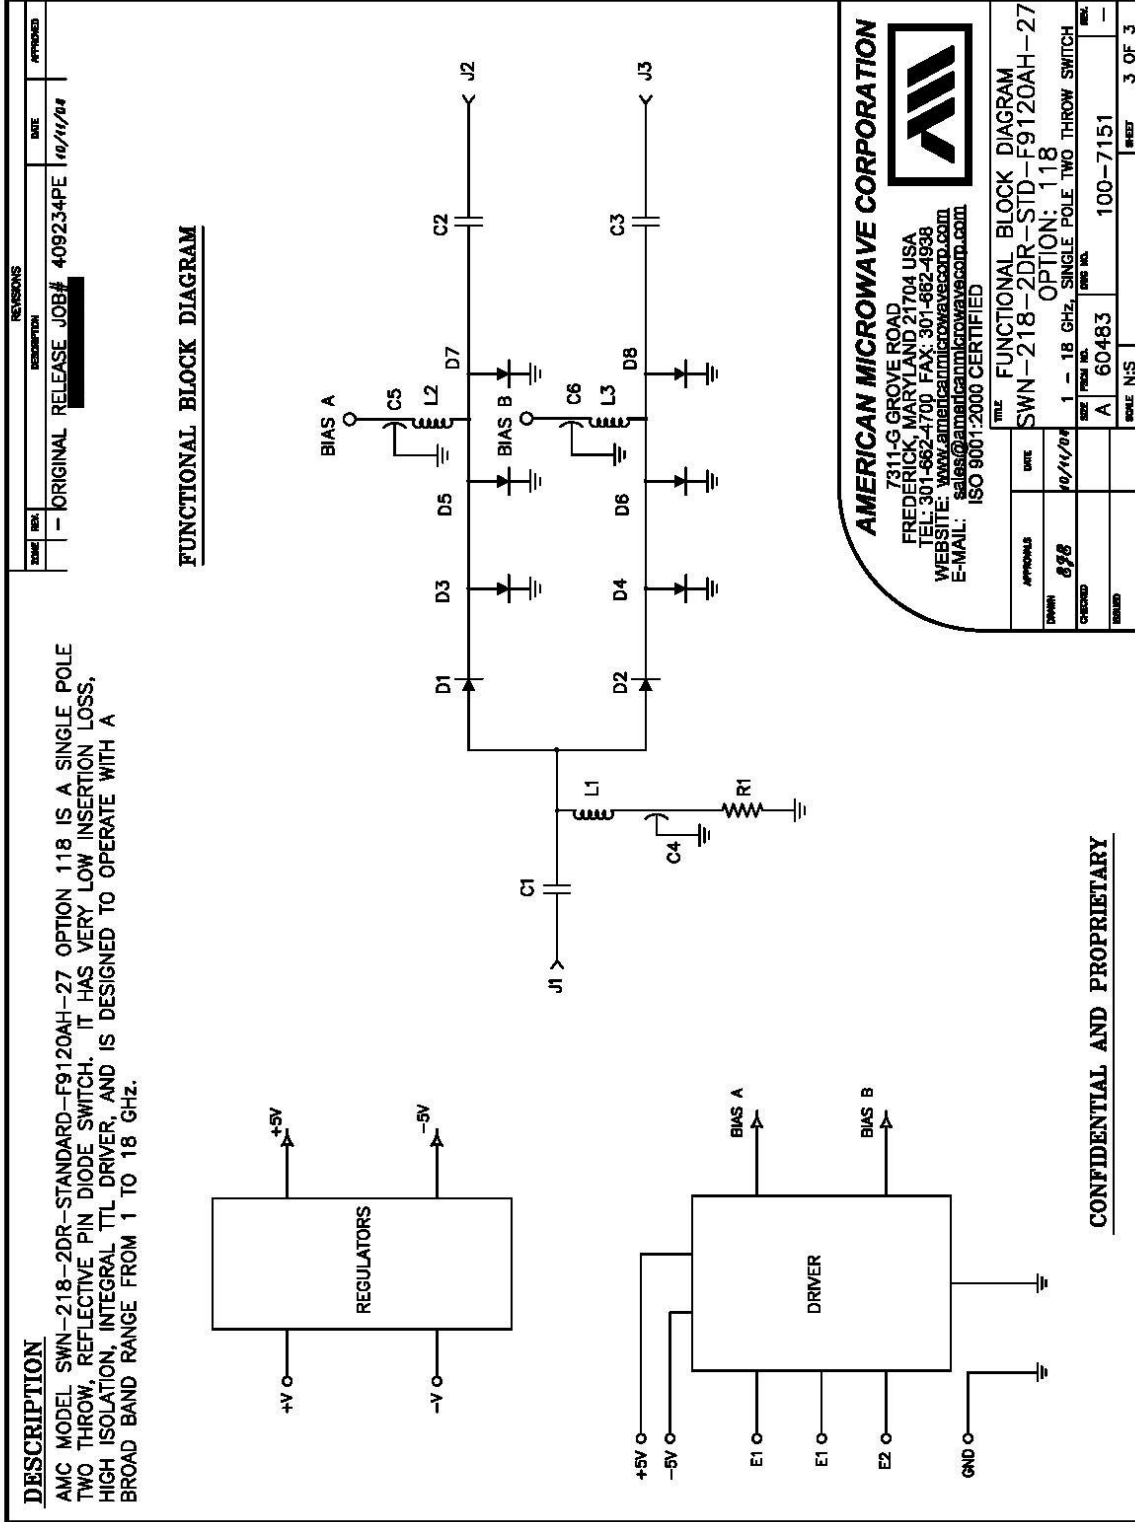 REVISIONS
ZONE REV. DESCRIPTION DATE APPROVED
— ORIGINAL RELEASE JOB# 409234PE 10/11/04
DESCRIPTION
AMC MODEL SWN-218-2DR-STANDARD-F9120AH-27 OPTION 118 IS A SINGLE POLE
TWO THROW, REFLECTIVE PIN DIODE SWITCH. IT HAS VERY LOW INSERTION LOSS,
HIGH ISOLATION, INTEGRAL TTL DRIVER, AND IS DESIGNED TO OPERATE WITH A
BROAD BAND RANGE FROM 1 TO 18 GHz.
FUNCTIONAL BLOCK DIAGRAM
+V
-V
REGULATORS
+5V
-5V
+5V
-5V
E1
E1
E2
GND
DRIVER
BIAS A
BIAS B
J1
C1
L1
C4
R1
D1
D3
D5
BIAS A
C5
L2
D7
C2
J2
D2
D4
D6
BIAS B
C6
L3
D8
C3
J3
CONFIDENTIAL AND PROPRIETARY
AMERICAN MICROWAVE CORPORATION
7311-G GROVE ROAD
FREDERICK, MARYLAND 21704 USA
TEL: 301-662-4700 FAX: 301-662-4938
WEBSITE: www.americanmicrowavecorp.com
E-MAIL: sales@americanmicrowavecorp.com
ISO 9001:2000 CERTIFIED
APPROVALS DATE
DRAWN 10/11/04
CHECKED
ISSUED
TITLE FUNCTIONAL BLOCK DIAGRAM
SWN-218-2DR-STD-F9120AH-27
OPTION: 118
1 - 18 GHz, SINGLE POLE TWO THROW SWITCH
SIZE A FSCM NO. 60483 DWG NO. 100-7151 REV. —
SCALE N:S SHEET 3 OF 3